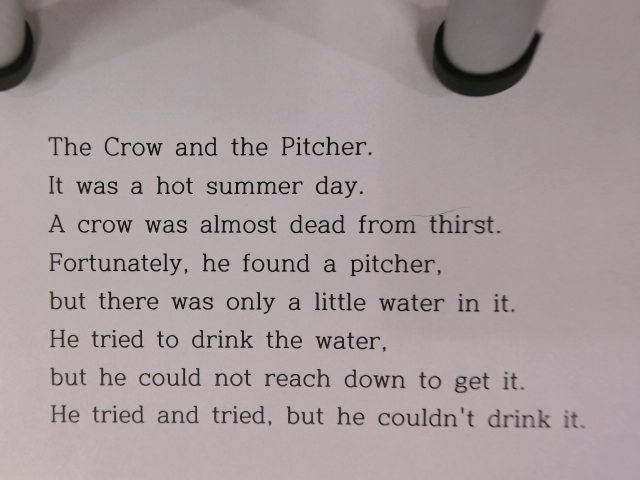 The Crow and the Pitcher.
It was a hot summer day.
A crow was almost dead from thirst.
Fortunately, he found a pitcher,
but there was only a little water in it.
He tried to drink the water,
but he could not reach down to get it.
He tried and tried, but he couldn't drink it.